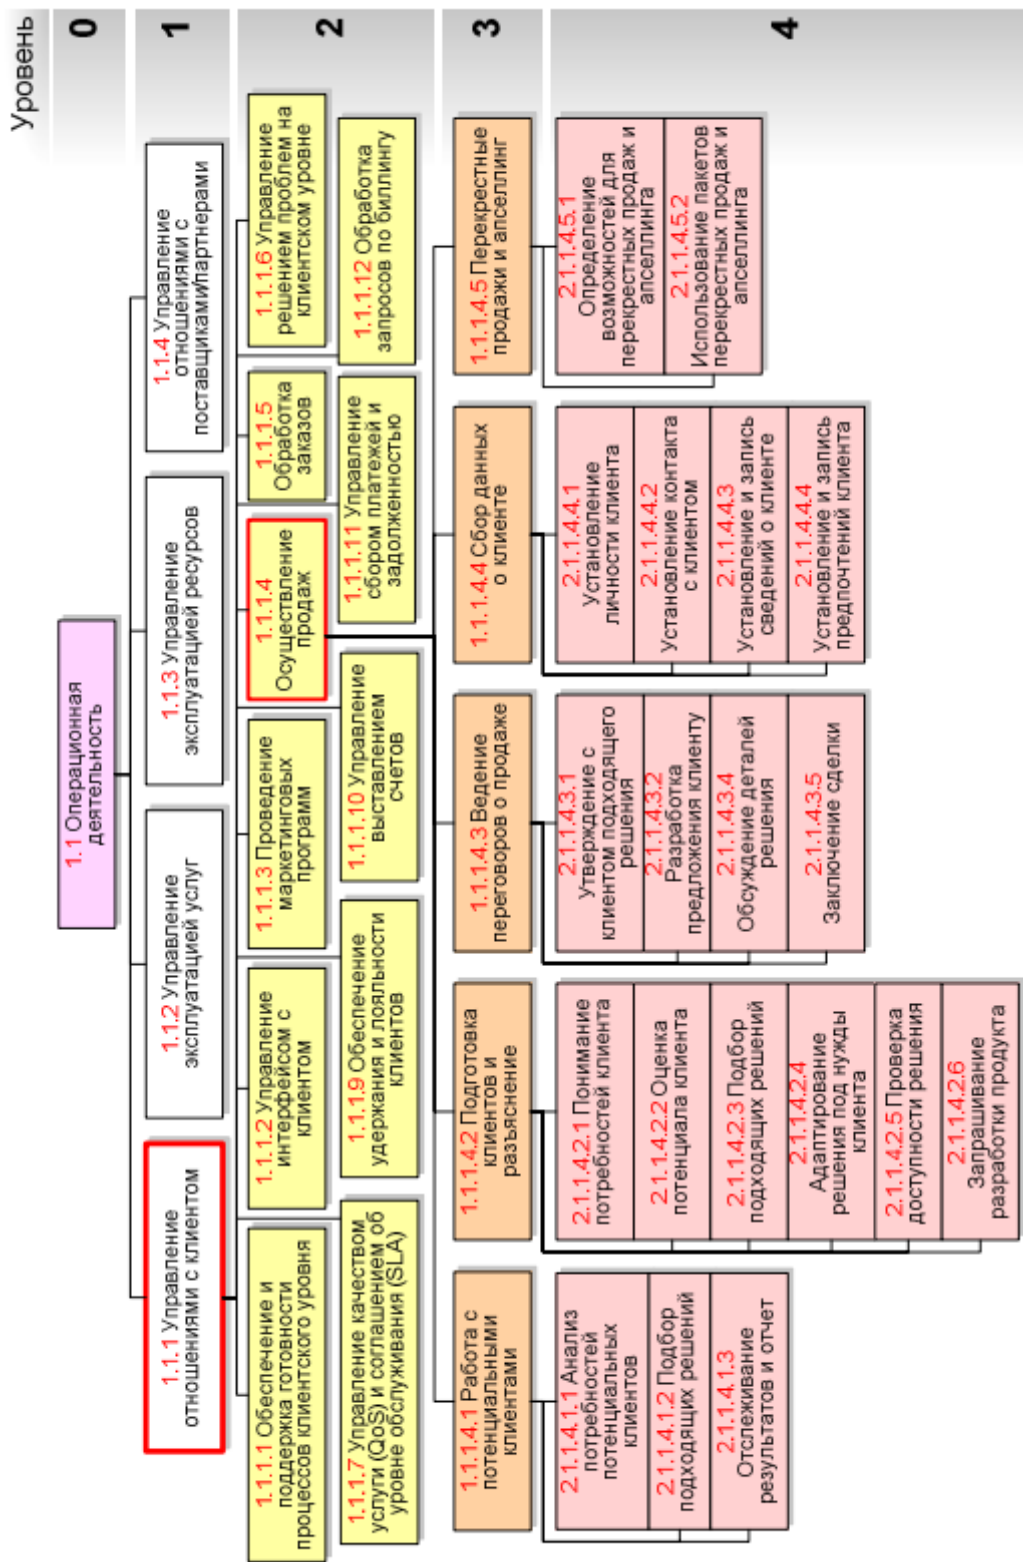 Уровень
0
1.1 Операционная
деятельность
1
1.1.1 Управление
отношениями с клиентом
1.1.2 Управление
эксплуатацией услуг
1.1.3 Управление
эксплуатацией ресурсов
1.1.4 Управление
отношениями с
поставщиками/партнерами
2
1.1.1.1 Обеспечение и
поддержка готовности
процессов клиентского уровня
1.1.1.2 Управление
интерфейсом с
клиентом
1.1.1.3 Проведение
маркетинговых
программ
1.1.1.4
Осуществление
продаж
1.1.1.5
Обработка
заказов
1.1.1.6 Управление
решением проблем на
клиентском уровне
1.1.1.7 Управление качеством
услуги (QoS) и соглашением об
уровне обслуживания (SLA)
1.1.1.9 Обеспечение
удержания и лояльности
клиентов
1.1.1.10 Управление
выставлением
счетов
1.1.1.11 Управление
сбором платежей и
задолженностью
1.1.1.12 Обработка
запросов по биллингу
3
1.1.1.4.1 Работа с
потенциальными
клиентами
1.1.1.4.2 Подготовка
клиентов и
разъяснение
1.1.1.4.3 Ведение
переговоров о продаже
1.1.1.4.4 Сбор данных
о клиенте
1.1.1.4.5 Перекрестные
продажи и апселлинг
4
2.1.1.4.1.1 Анализ
потребностей
потенциальных
клиентов
2.1.1.4.1.2 Подбор
подходящих решений
2.1.1.4.1.3
Отслеживание
результатов и отчет
2.1.1.4.2.1 Понимание
потребностей клиента
2.1.1.4.2.2 Оценка
потенциала клиента
2.1.1.4.2.3 Подбор
подходящих решений
2.1.1.4.2.4
Адаптирование
решения под нужды
клиента
2.1.1.4.2.5 Проверка
доступности решения
2.1.1.4.2.6
Запрашивание
разработки продукта
2.1.1.4.3.1
Утверждение с
клиентом подходящего
решения
2.1.1.4.3.2
Разработка
предложения клиенту
2.1.1.4.3.4
Обсуждение деталей
решения
2.1.1.4.3.5
Заключение сделки
2.1.1.4.4.1
Установление
личности клиента
2.1.1.4.4.2
Установление контакта
с клиентом
2.1.1.4.4.3
Установление и запись
сведений о клиенте
2.1.1.4.4.4
Установление и запись
предпочтений клиента
2.1.1.4.5.1
Определение
возможностей для
перекрестных продаж и
апселлинга
2.1.1.4.5.2
Использование пакетов
перекрестных продаж и
апселлинга